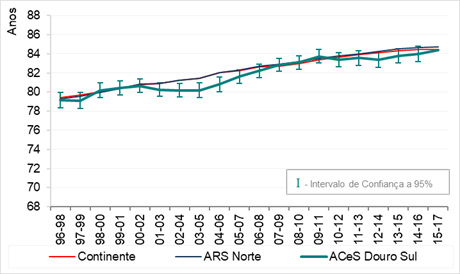 Anos
88
86
84
82
80
78
76
74
72
70
68
I - Intervalo de Confiança a 95%
96-98 97-99 98-00 99-01 00-02 01-03 02-04 03-05 04-06 05-07 06-08 07-09 08-10 09-11 10-12 11-13 12-14 13-15 14-16 15-17
Continente ARS Norte ACeS Douro Sul